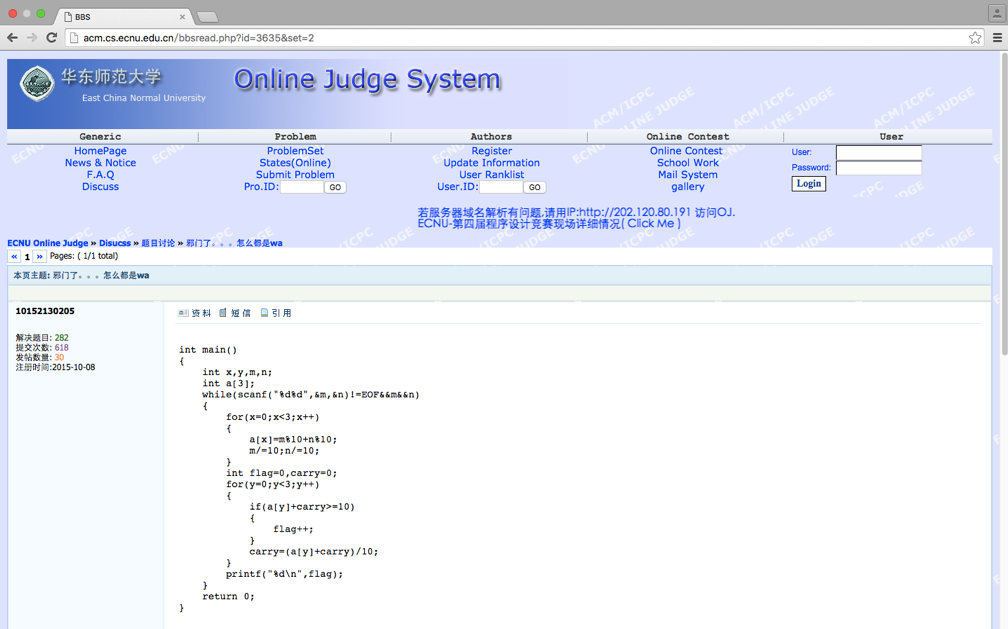 BBS
acm.cs.ecnu.edu.cn/bbsread.php?id=3635&set=2
华东师范大学
East China Normal University
Online Judge System
ACM/ICPC
ONLINE JUDGE
Generic Problem Authors Online Contest User
HomePage ProblemSet Register Online Contest User:
News & Notice States(Online) Update Information School Work Password:
F.A.Q Submit Problem User Ranklist Mail System Login
Discuss Pro.ID: GO User.ID: GO gallery
若服务器域名解析有问题,请用IP:http://202.120.80.191 访问OJ.
ECNU-第四届程序设计竞赛现场详细情况( Click Me )
ECNU Online Judge » Disucss » 题目讨论 » 邪门了。。。怎么都是wa
« 1 » Pages: ( 1/1 total)
本页主题: 邪门了。。。怎么都是wa
10152130205
资料 短信 引用
解决题目: 282
提交次数: 618
发帖数量: 30
注册时间:2015-10-08
int main()
{
int x,y,m,n;
int a[3];
while(scanf("%d%d",&m,&n)!=EOF&&m&&n)
{
for(x=0;x<3;x++)
{
a[x]=m%10+n%10;
m/=10;n/=10;
}
int flag=0,carry=0;
for(y=0;y<3;y++)
{
if(a[y]+carry>=10)
{
flag++;
}
carry=(a[y]+carry)/10;
}
printf("%d\n",flag);
}
return 0;
}